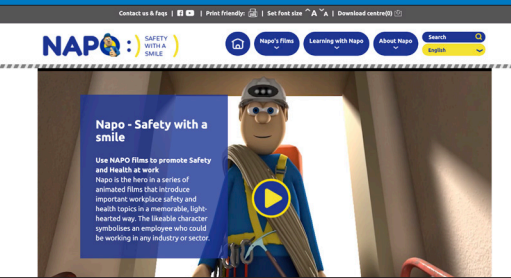 Contact us & faqs | | Print friendly: | Set font size A A | Download centre(0)
NAPO :) SAFETY WITH A SMILE
Napo's films
Learning with Napo
About Napo
Search
English
Napo - Safety with a
smile
Use NAPO films to promote Safety
and Health at work
Napo is the hero in a series of
animated films that introduce
important workplace safety and
health topics in a memorable, light-
hearted way. The likeable character
symbolises an employee who could
be working in any industry or sector.